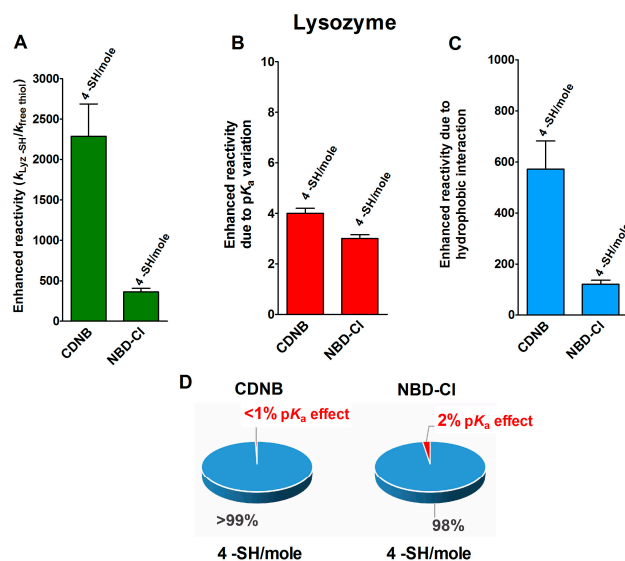 Lysozyme
A
Enhanced reactivity (kLyz -SH/kfree thiol)
3000
2500
2000
1500
1000
500
0
4 -SH/mole
4 -SH/mole
CDNB
NBD-Cl
B
Enhanced reactivity
due to pKa variation
10
8
6
4
2
0
4 -SH/mole
4 -SH/mole
CDNB
NBD-Cl
C
Enhanced reactivity due to
hydrophobic interaction
1000
800
600
400
200
0
4 -SH/mole
4 -SH/mole
CDNB
NBD-Cl
D
CDNB
<1% pKa effect
>99%
4 -SH/mole
NBD-Cl
2% pKa effect
98%
4 -SH/mole